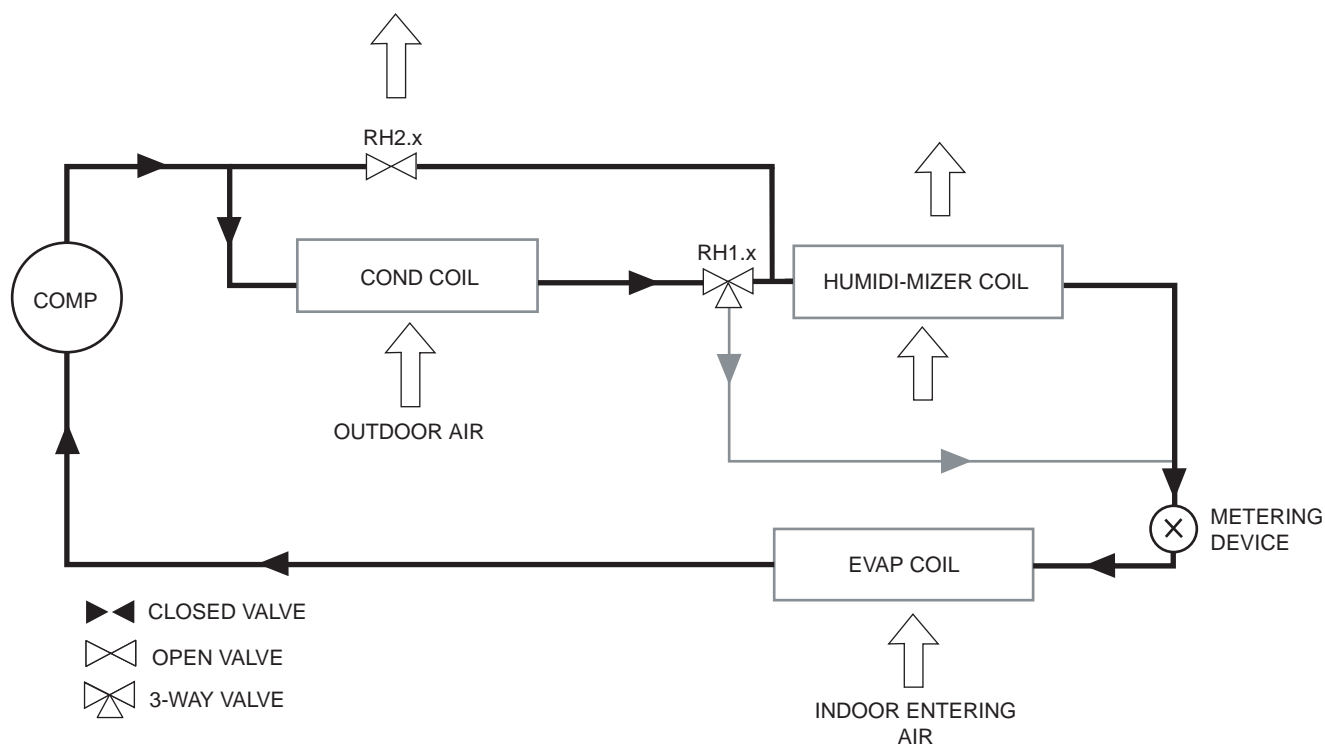 RH2.x
RH1.x
COND COIL
HUMIDI-MIZER COIL
COMP
OUTDOOR AIR
METERING
DEVICE
EVAP COIL
CLOSED VALVE
OPEN VALVE
3-WAY VALVE
INDOOR ENTERING
AIR